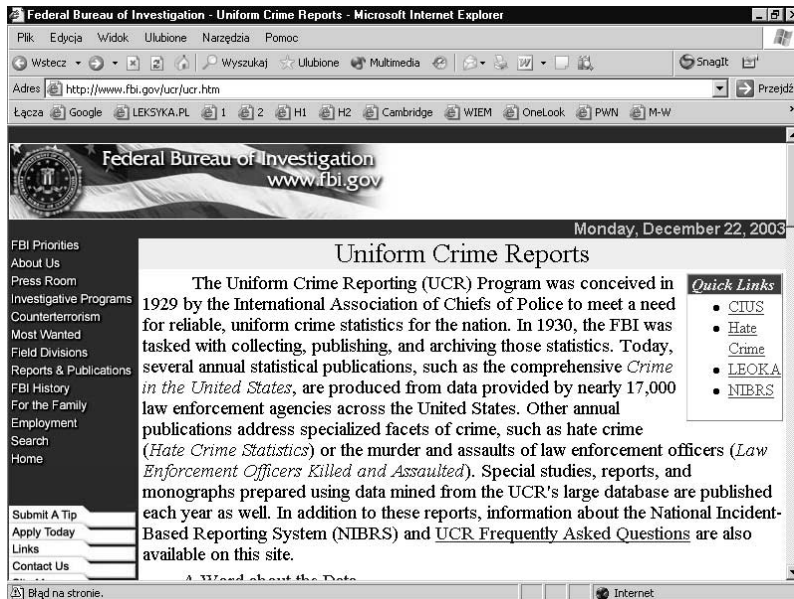 Federal Bureau of Investigation - Uniform Crime Reports - Microsoft Internet Explorer
Plik Edycja Widok Ulubione Narzędzia Pomoc
Wstecz Wyszukaj Ulubione Multimedia SnagIt
Adres http://www.fbi.gov/ucr/ucr.htm Przejdź
Łącza Google LEKSYKA.PL 1 2 H1 H2 Cambridge WIEM OneLook PWN M-W
Federal Bureau of Investigation
www.fbi.gov
Monday, December 22, 2003
FBI Priorities
About Us
Press Room
Investigative Programs
Counterterrorism
Most Wanted
Field Divisions
Reports & Publications
FBI History
For the Family
Employment
Search
Home
Submit A Tip
Apply Today
Links
Contact Us
Uniform Crime Reports
The Uniform Crime Reporting (UCR) Program was conceived in
1929 by the International Association of Chiefs of Police to meet a need
for reliable, uniform crime statistics for the nation. In 1930, the FBI was
tasked with collecting, publishing, and archiving those statistics. Today,
several annual statistical publications, such as the comprehensive Crime
in the United States, are produced from data provided by nearly 17,000
law enforcement agencies across the United States. Other annual
publications address specialized facets of crime, such as hate crime
(Hate Crime Statistics) or the murder and assaults of law enforcement officers (Law
Enforcement Officers Killed and Assaulted). Special studies, reports, and
monographs prepared using data mined from the UCR's large database are published
each year as well. In addition to these reports, information about the National Incident-
Based Reporting System (NIBRS) and UCR Frequently Asked Questions are also
available on this site.
A Word about the Data
Quick Links
CIUS
Hate
Crime
LEOKA
NIBRS
Błąd na stronie. Internet